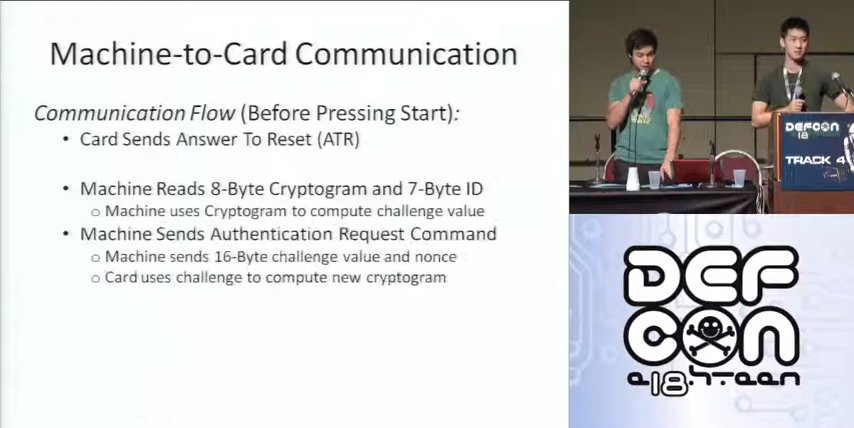 Machine-to-Card Communication
Communication Flow (Before Pressing Start):
• Card Sends Answer To Reset (ATR)
• Machine Reads 8-Byte Cryptogram and 7-Byte ID
o Machine uses Cryptogram to compute challenge value
• Machine Sends Authentication Request Command
o Machine sends 16-Byte challenge value and nonce
o Card uses challenge to compute new cryptogram
DEFCON
18
TRACK 4
DEF
CON
18